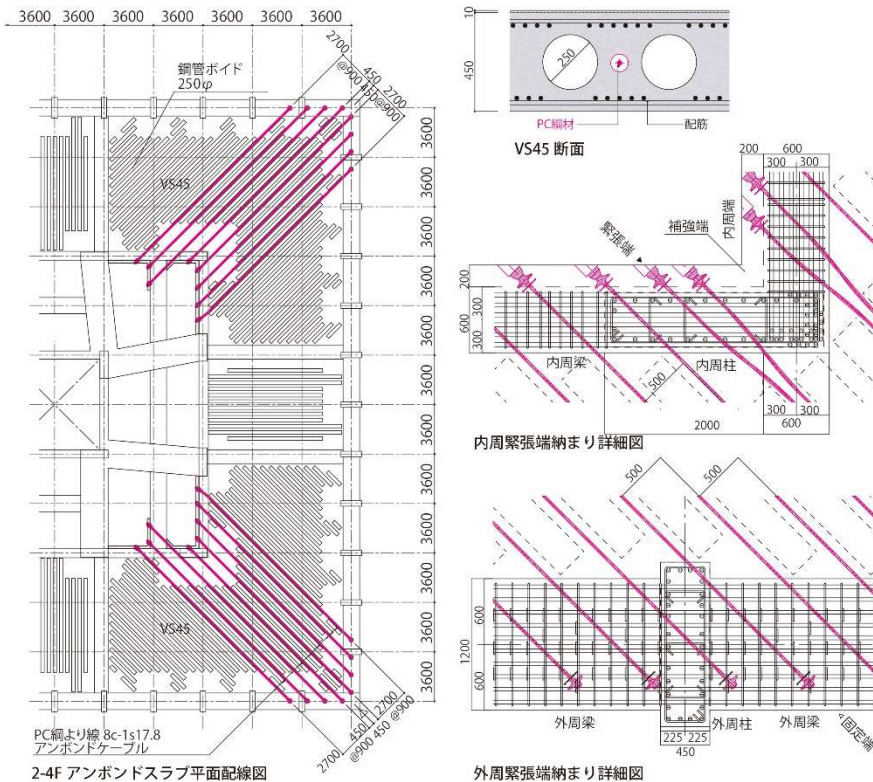 3600 3600 3600 3600 3600 3600
2700
@900
450
450
2700
@900
鋼管ボイド
250φ
VS45
3600
3600
3600
3600
3600
3600
3600
3600
3600
3600
3600
3600
VS45
2700
@900
450
450
2700
@900
PC鋼より線 8c-1s17.8
アンボンドケーブル
2-4F アンボンドスラブ平面配線図
10
450
250
PC鋼材
配筋
VS45 断面
200 600
300 300
緊張端
補強端
内周端
200
600
300
300
内周梁
内周柱
500
2000
300 300
600
内周緊張端納まり詳細図
500
500
600
1200
600
外周梁
外周柱
外周梁
固定端
225 225
450
外周緊張端納まり詳細図